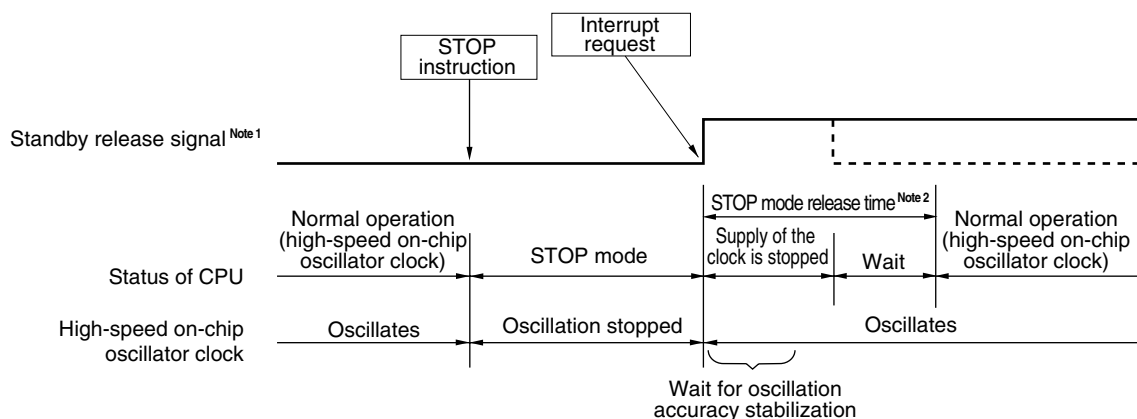 Interrupt
request
STOP
instruction
Standby release signal Note 1
STOP mode release time Note 2
Normal operation
(high-speed on-chip
oscillator clock)
Supply of the
clock is stopped
Normal operation
(high-speed on-chip
oscillator clock)
Status of CPU
STOP mode
Wait
High-speed on-chip
oscillator clock
Oscillates
Oscillation stopped
Oscillates
Wait for oscillation
accuracy stabilization